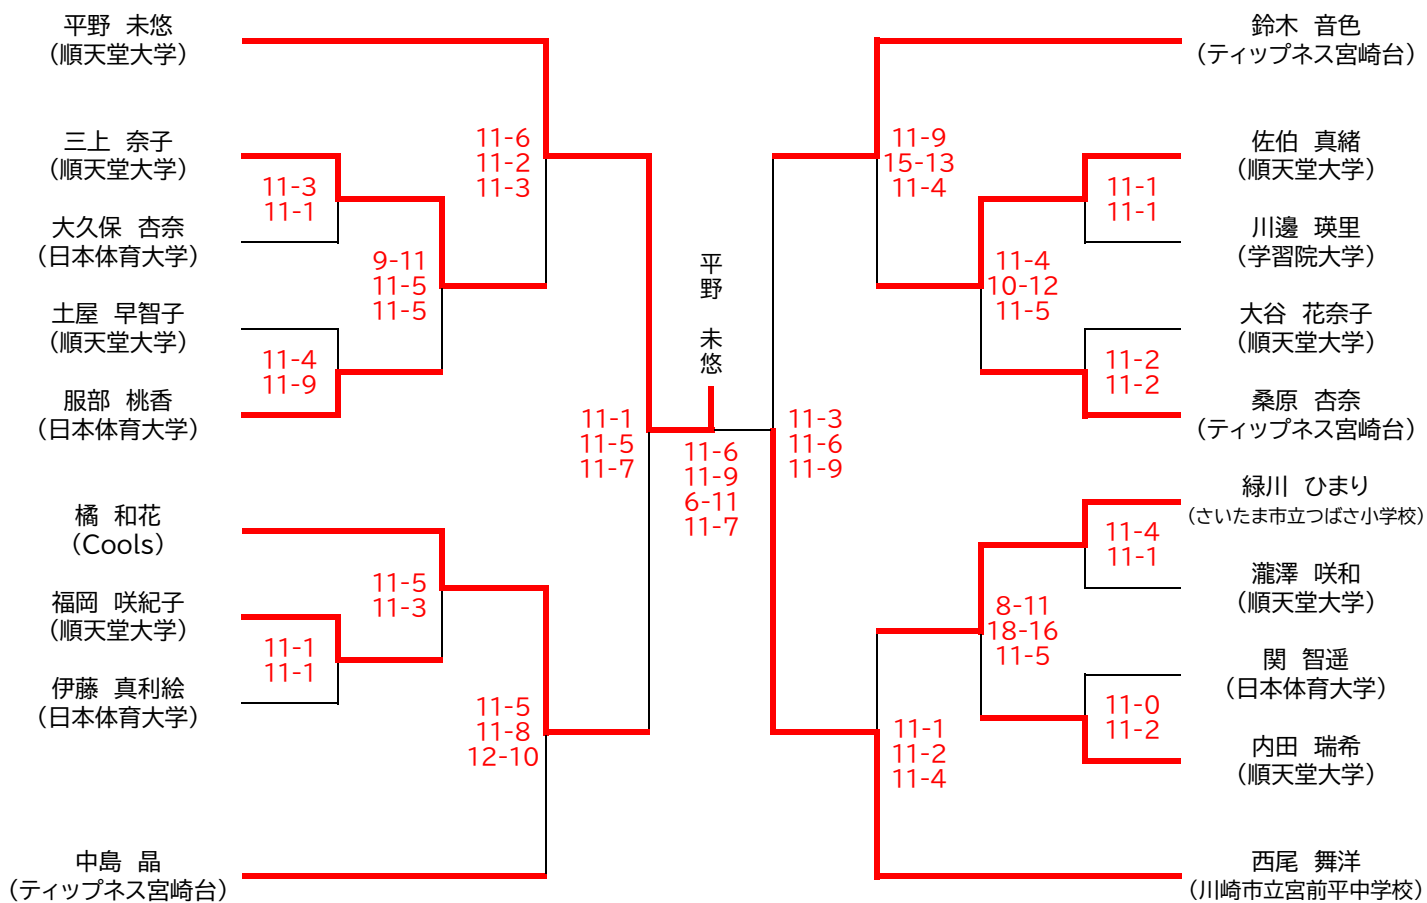 平野 未悠
(順天堂大学)
三上 奈子
(順天堂大学)
大久保 杏奈
(日本体育大学)
土屋 早智子
(順天堂大学)
服部 桃香
(日本体育大学)
橘 和花
(Cools)
福岡 咲紀子
(順天堂大学)
伊藤 真利絵
(日本体育大学)
中島 晶
(ティップネス宮崎台)
11-3
11-1
11-4
11-9
11-1
11-1
9-11
11-5
11-5
11-5
11-3
11-6
11-2
11-3
11-5
11-8
12-10
11-1
11-5
11-7
平野 未悠
11-6
11-9
6-11
11-7
11-3
11-6
11-9
11-9
15-13
11-4
11-1
11-2
11-4
11-4
10-12
11-5
8-11
18-16
11-5
11-1
11-1
11-2
11-2
11-4
11-1
11-0
11-2
鈴木 音色
(ティップネス宮崎台)
佐伯 真緒
(順天堂大学)
川邊 瑛里
(学習院大学)
大谷 花奈子
(順天堂大学)
桑原 杏奈
(ティップネス宮崎台)
緑川 ひまり
(さいたま市立つばさ小学校)
瀧澤 咲和
(順天堂大学)
関 智遥
(日本体育大学)
内田 瑞希
(順天堂大学)
西尾 舞洋
(川崎市立宮前平中学校)